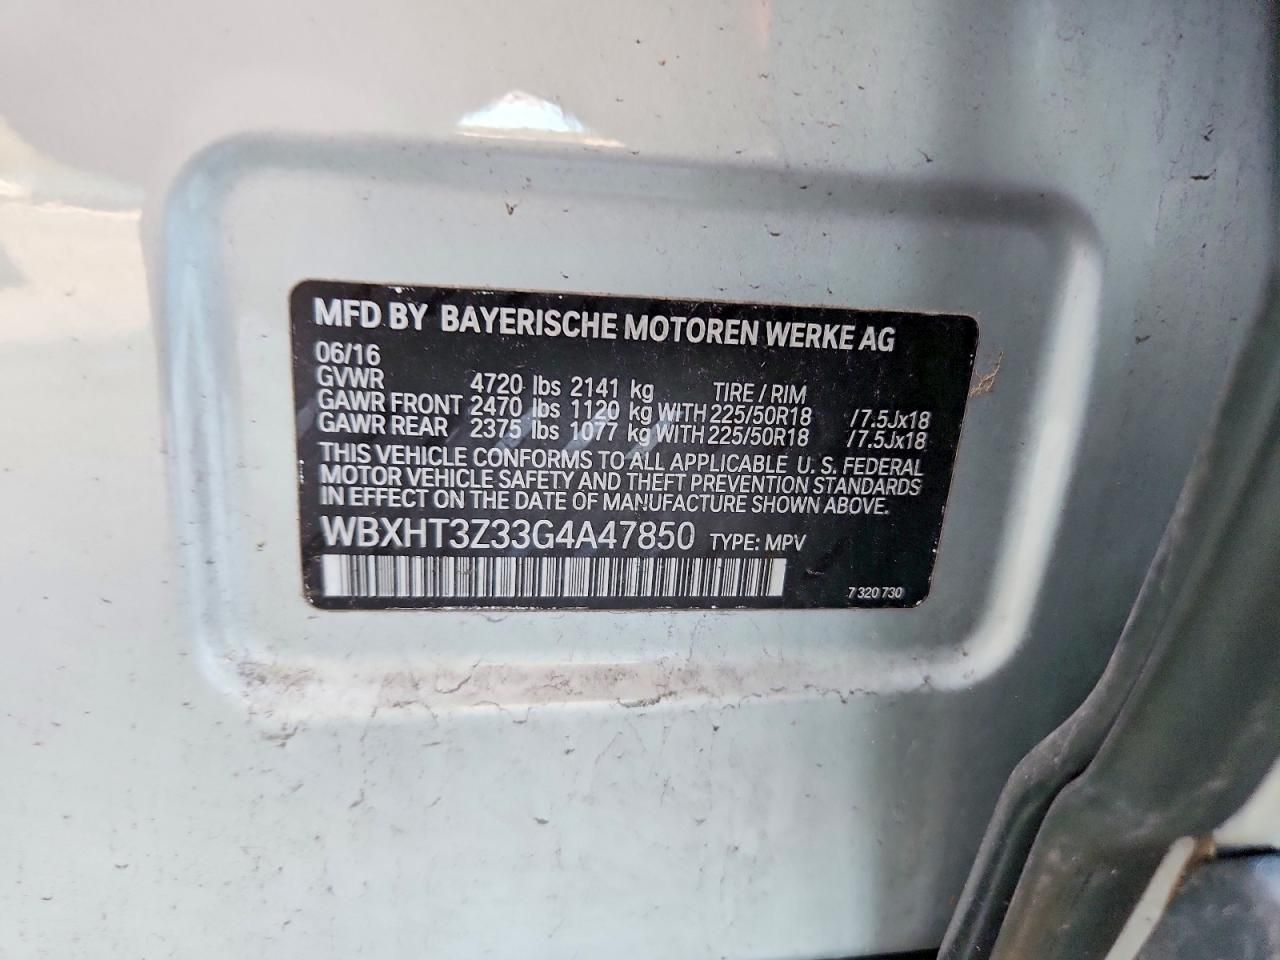 MFD BY BAYERISCHE MOTOREN WERKE AG
06/16
GVWR 4720 lbs 2141 kg TIRE / RIM
GAWR FRONT 2470 lbs 1120 kg WITH 225/50R18 /7.5Jx18
GAWR REAR 2375 lbs 1077 kg WITH 225/50R18 /7.5Jx18
THIS VEHICLE CONFORMS TO ALL APPLICABLE U. S. FEDERAL
MOTOR VEHICLE SAFETY AND THEFT PREVENTION STANDARDS
IN EFFECT ON THE DATE OF MANUFACTURE SHOWN ABOVE.
WBXHT3Z33G4A47850 TYPE: MPV
7 320 730